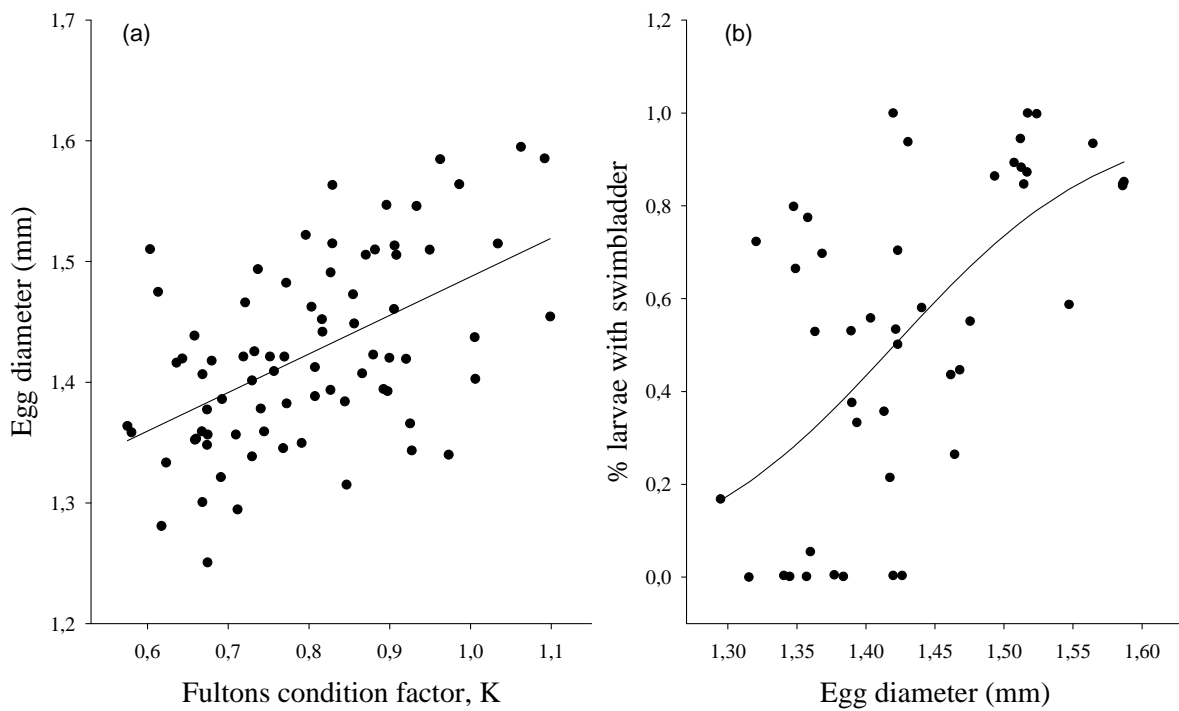 (a)
1,7
1,6
1,5
1,4
1,3
1,2
Egg diameter (mm)
0,6 0,7 0,8 0,9 1,0 1,1
Fultons condition factor, K
(b)
1,2
1,0
0,8
0,6
0,4
0,2
0,0
% larvae with swimbladder
1,30 1,35 1,40 1,45 1,50 1,55 1,60
Egg diameter (mm)